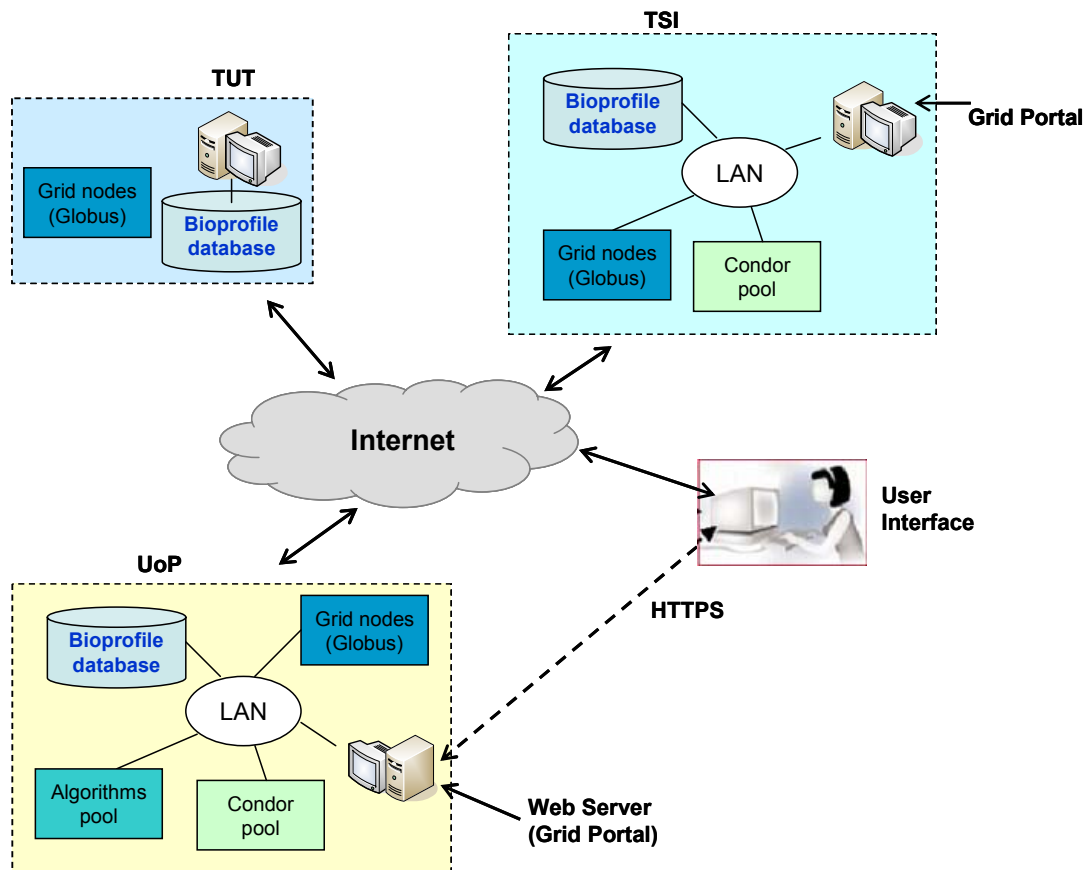 TSI
TUT
Bioprofile
database
Grid Portal
LAN
Grid nodes
(Globus)
Condor
pool
Grid nodes
(Globus)
Bioprofile
database
Internet
User
Interface
HTTPS
UoP
Bioprofile
database
Grid nodes
(Globus)
LAN
Algorithms
pool
Condor
pool
Web Server
(Grid Portal)